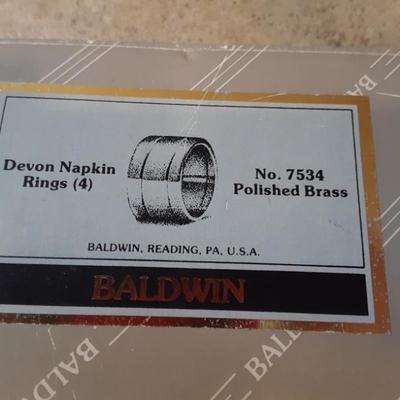 Devon Napkin
Rings (4)
No. 7534
Polished Brass
BALDWIN, READING, PA, U.S.A.
BALDWIN